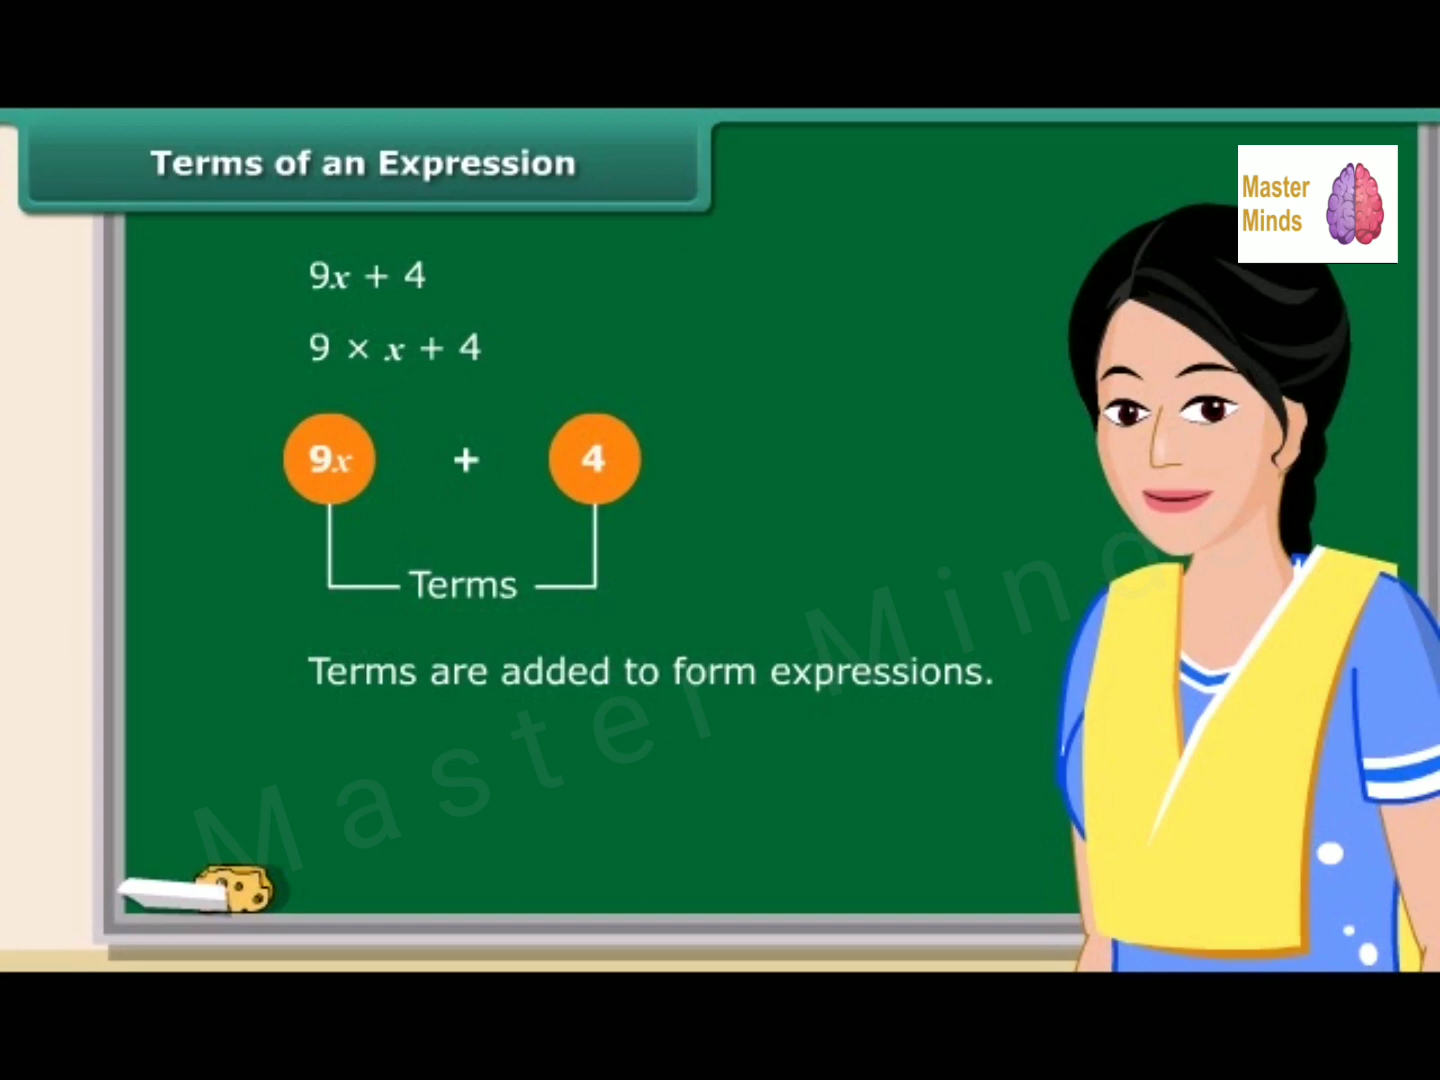 Terms of an Expression
Master
Minds
9x + 4
9 × x + 4
9x + 4
Terms
Terms are added to form expressions.
Master Minds